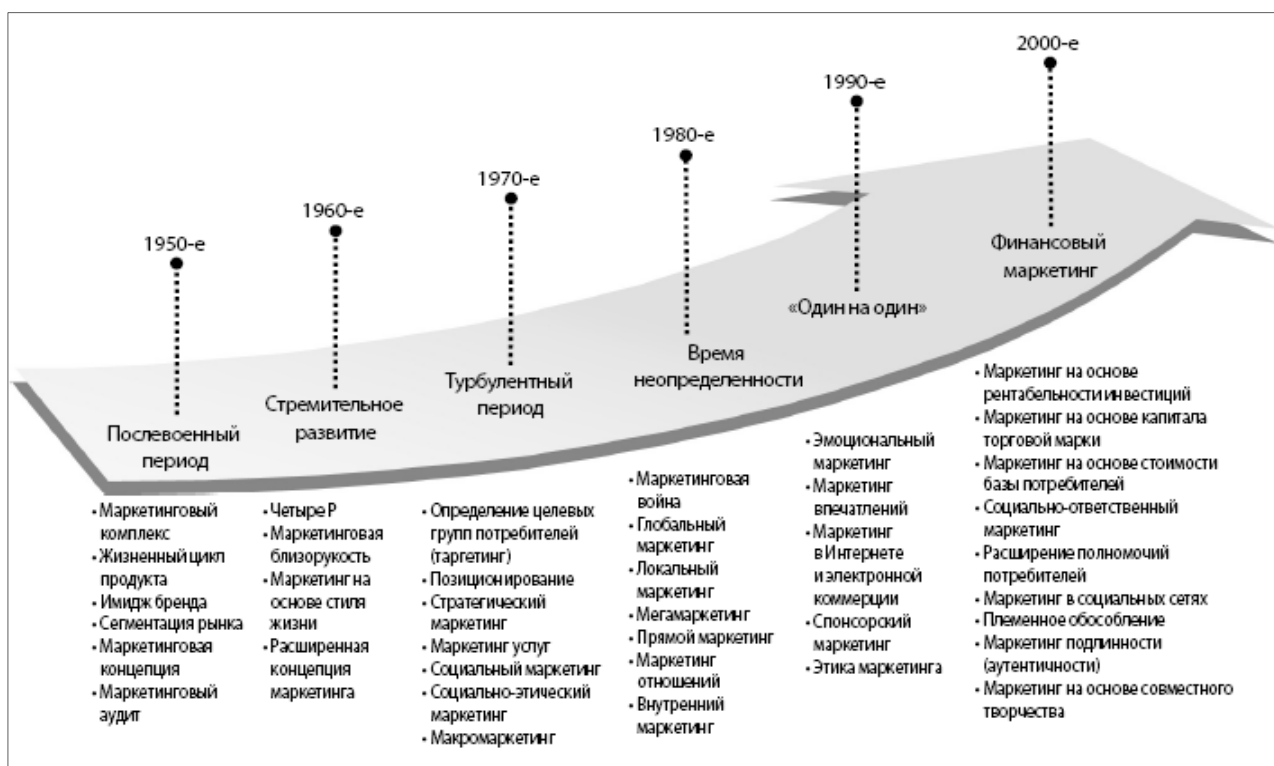 1950-е
Послевоенный
период
• Маркетинговый
комплекс
• Жизненный цикл
продукта
• Имидж бренда
• Сегментация рынка
• Маркетинговая
концепция
• Маркетинговый
аудит
1960-е
Стремительное
развитие
• Четыре Р
• Маркетинговая
близорукость
• Маркетинг на
основе стиля
жизни
• Расширенная
концепция
маркетинга
1970-е
Турбулентный
период
• Определение целевых
групп потребителей
(таргетинг)
• Позиционирование
• Стратегический
маркетинг
• Маркетинг услуг
• Социальный маркетинг
• Социально-этический
маркетинг
• Макромаркетинг
1980-е
Время
неопределенности
• Маркетинговая
война
• Глобальный
маркетинг
• Локальный
маркетинг
• Мегамаркетинг
• Прямой маркетинг
• Маркетинг
отношений
• Внутренний
маркетинг
1990-е
«Один на один»
• Эмоциональный
маркетинг
• Маркетинг
впечатлений
• Маркетинг
в Интернете
и электронной
коммерции
• Спонсорский
маркетинг
• Этика маркетинга
2000-е
Финансовый
маркетинг
• Маркетинг на основе
рентабельности инвестиций
• Маркетинг на основе капитала
торговой марки
• Маркетинг на основе стоимости
базы потребителей
• Социально-ответственный
маркетинг
• Расширение полномочий
потребителей
• Маркетинг в социальных сетях
• Племенное обособление
• Маркетинг подлинности
(аутентичности)
• Маркетинг на основе совместного
творчества